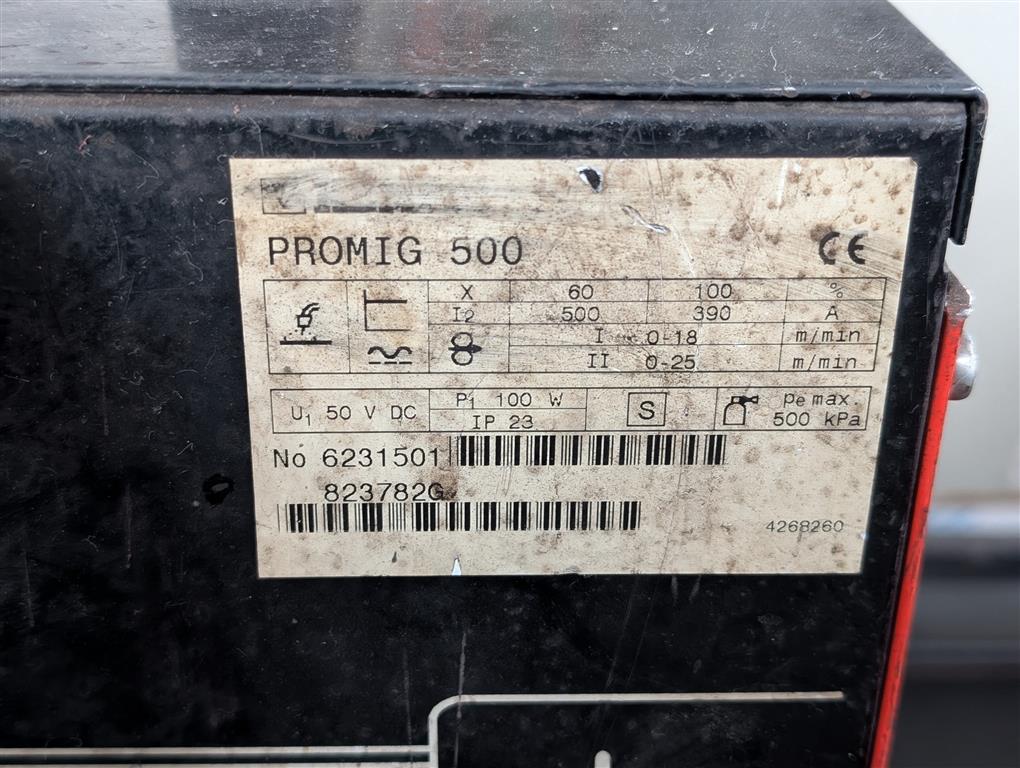 PROMIG 500 CE
X 60 100 %
I2 500 390 A
I 0-18 m/min
II 0-25 m/min
U1 50 V DC P1 100 W S pe max.
IP 23 500 kPa
No 6231501
823782G
4268260